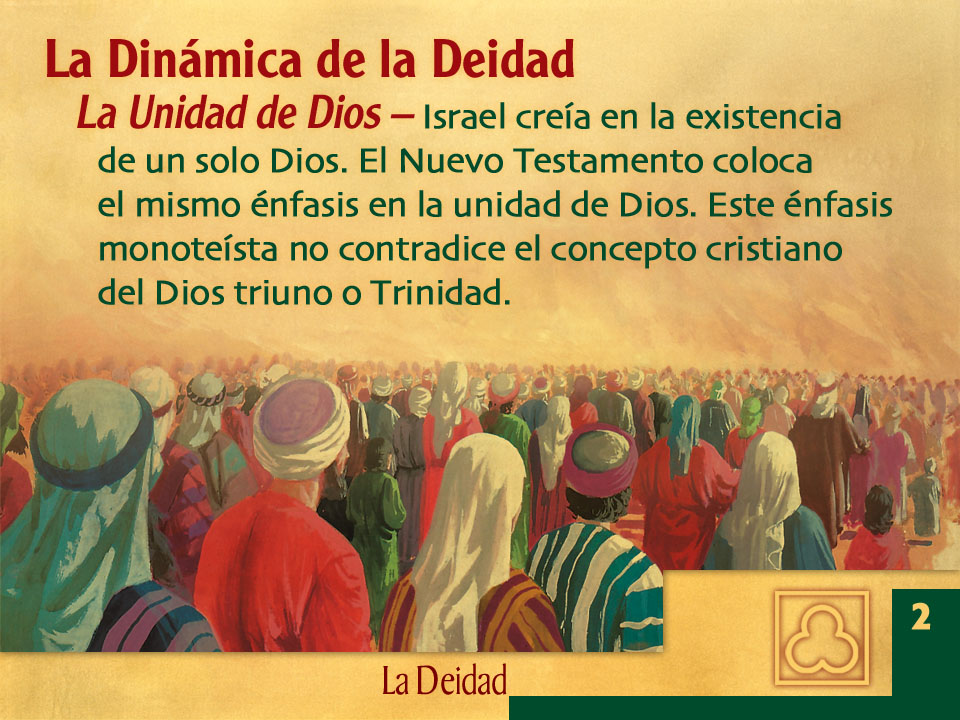 La Dinámica de la Deidad
La Unidad de Dios – Israel creía en la existencia
de un solo Dios. El Nuevo Testamento coloca
el mismo énfasis en la unidad de Dios. Este énfasis
monoteísta no contradice el concepto cristiano
del Dios triuno o Trinidad.
2
La Deidad